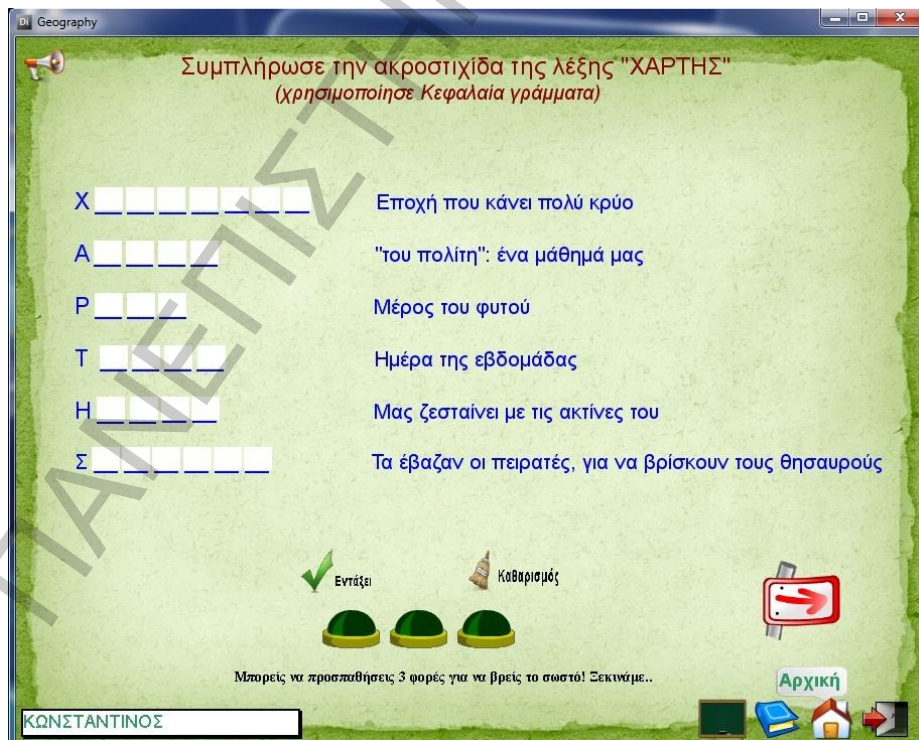 Geography
Συμπλήρωσε την ακροστιχίδα της λέξης "ΧΑΡΤΗΣ"
(χρησιμοποίησε Κεφαλαία γράμματα)
Χ _ _ _ _ _ _ _ Εποχή που κάνει πολύ κρύο
Α _ _ _ _ "του πολίτη": ένα μάθημά μας
Ρ _ _ _ Μέρος του φυτού
Τ _ _ _ _ Ημέρα της εβδομάδας
Η _ _ _ _ Μας ζεσταίνει με τις ακτίνες του
Σ _ _ _ _ _ _ Τα έβαζαν οι πειρατές, για να βρίσκουν τους θησαυρούς
Εντάξει Καθαρισμός
Μπορείς να προσπαθήσεις 3 φορές για να βρείς το σωστό! Ξεκινάμε..
Αρχική
ΚΩΝΣΤΑΝΤΙΝΟΣ